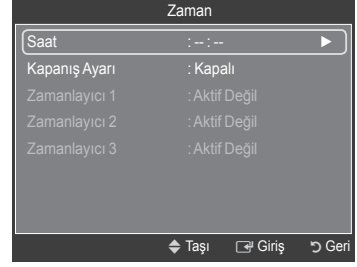 Zaman
Saat : -- : -- ►
Kapanış Ayarı : Kapalı
Zamanlayıcı 1 : Aktif Değil
Zamanlayıcı 2 : Aktif Değil
Zamanlayıcı 3 : Aktif Değil
Taşı Giriş Geri